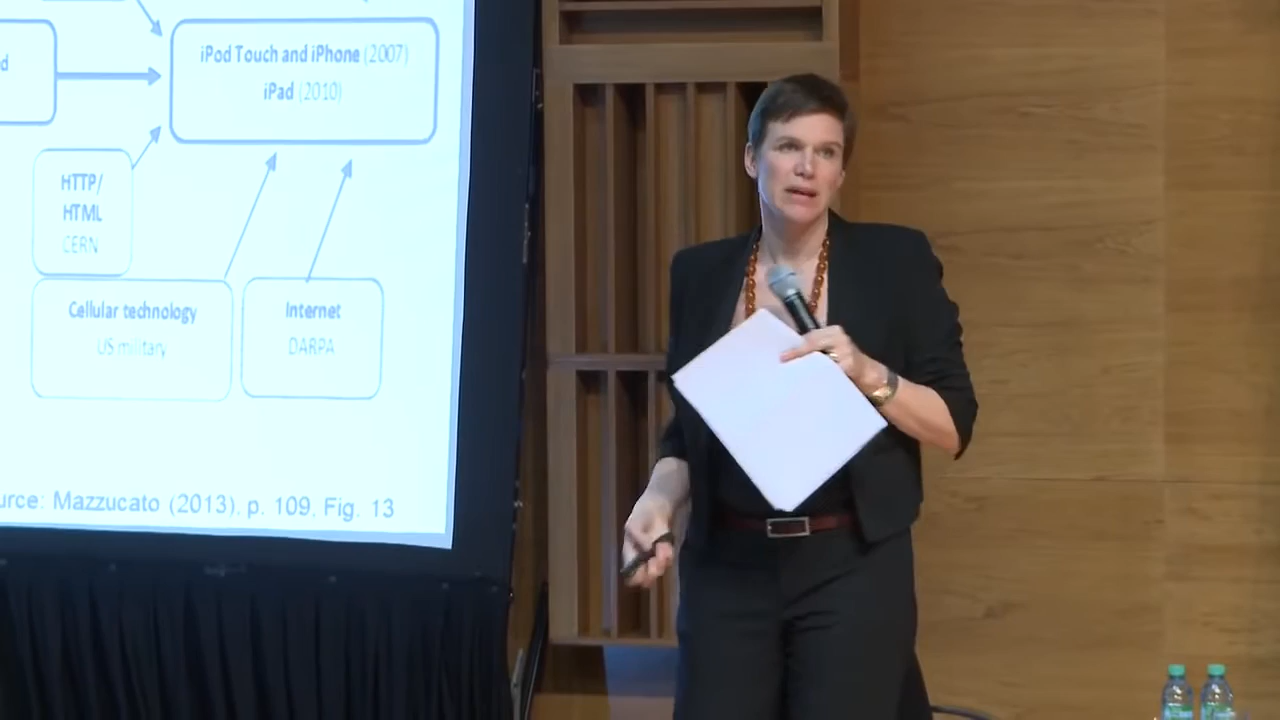 d
iPod Touch and iPhone (2007)
iPad (2010)
HTTP/
HTML
CERN
Cellular technology
US military
Internet
DARPA
urce: Mazzucato (2013), p. 109, Fig. 13